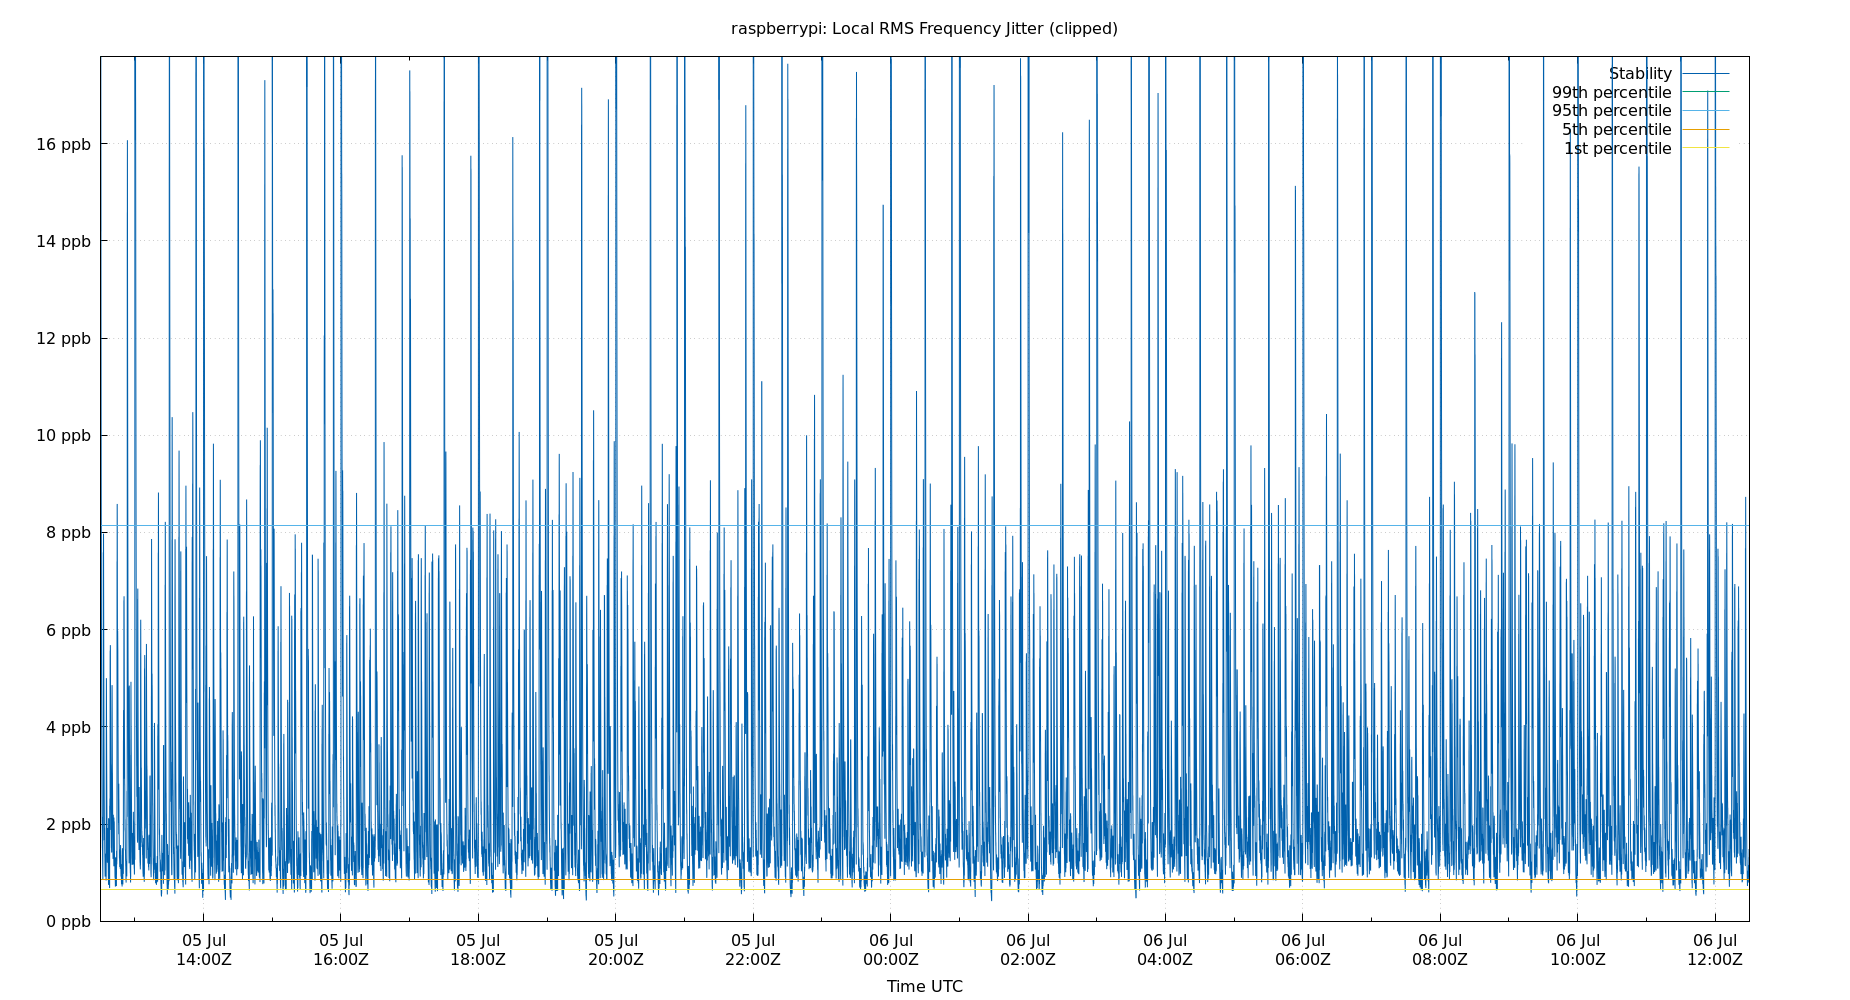 raspberrypi: Local RMS Frequency Jitter (clipped)
Stability
99th percentile
95th percentile
5th percentile
1st percentile
16 ppb
14 ppb
12 ppb
10 ppb
8 ppb
6 ppb
4 ppb
2 ppb
0 ppb
05 Jul 05 Jul 05 Jul 05 Jul 05 Jul 06 Jul 06 Jul 06 Jul 06 Jul 06 Jul 06 Jul 06 Jul
14:00Z 16:00Z 18:00Z 20:00Z 22:00Z 00:00Z 02:00Z 04:00Z 06:00Z 08:00Z 10:00Z 12:00Z
Time UTC